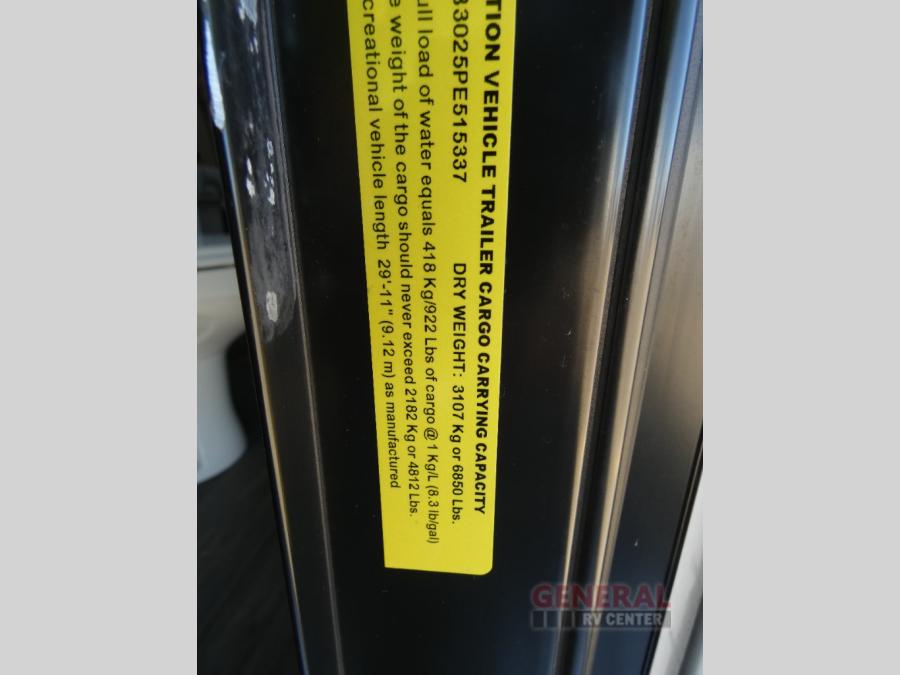 TION VEHICLE TRAILER CARGO CARRYING CAPACITY
33025PE515337 DRY WEIGHT: 3107 Kg or 6850 Lbs.
ull load of water equals 418 Kg/922 Lbs of cargo @ 1 Kg/L (8.3 lb/gal)
e weight of the cargo should never exceed 2182 Kg or 4812 Lbs.
creational vehicle length 29'-11" (9.12 m) as manufactured
GENERAL
RV CENTER